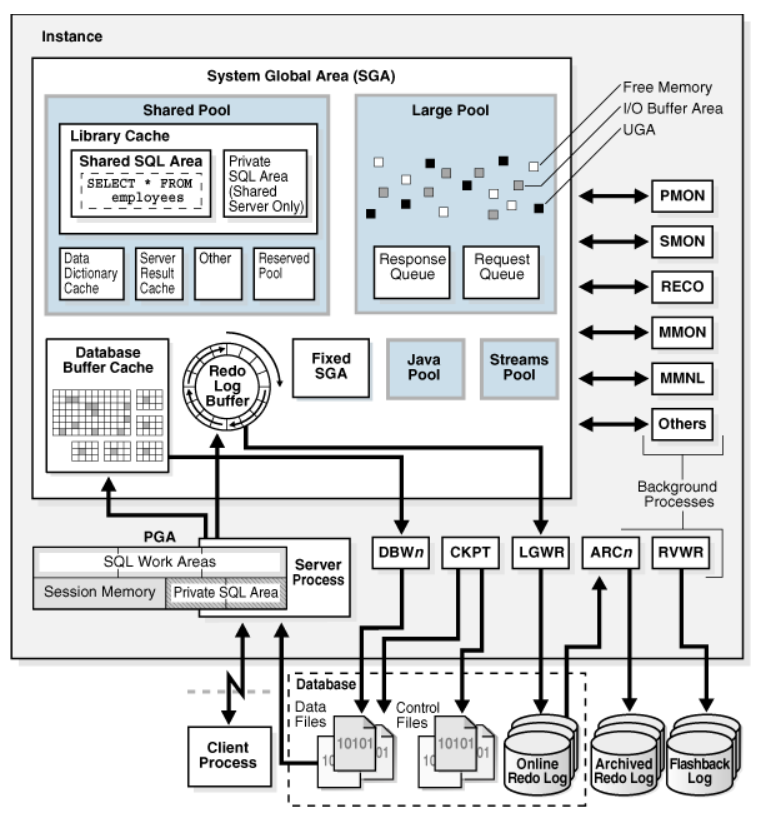 Instance
System Global Area (SGA)
Shared Pool
Library Cache
Shared SQL Area
SELECT * FROM
employees
Private
SQL Area
(Shared
Server Only)
Data
Dictionary
Cache
Server
Result
Cache
Other
Reserved
Pool
Large Pool
Response
Queue
Request
Queue
Free Memory
I/O Buffer Area
UGA
PMON
SMON
RECO
MMON
MMNL
Others
Background
Processes
Database
Buffer Cache
Redo
Log
Buffer
Fixed
SGA
Java
Pool
Streams
Pool
PGA
SQL Work Areas
Session Memory
Private SQL Area
Server
Process
DBWn
CKPT
LGWR
ARCn
RVWR
Client
Process
Database
Data
Files
10101
10
01
Control
Files
10101
10
01
Online
Redo Log
Archived
Redo Log
Flashback
Log